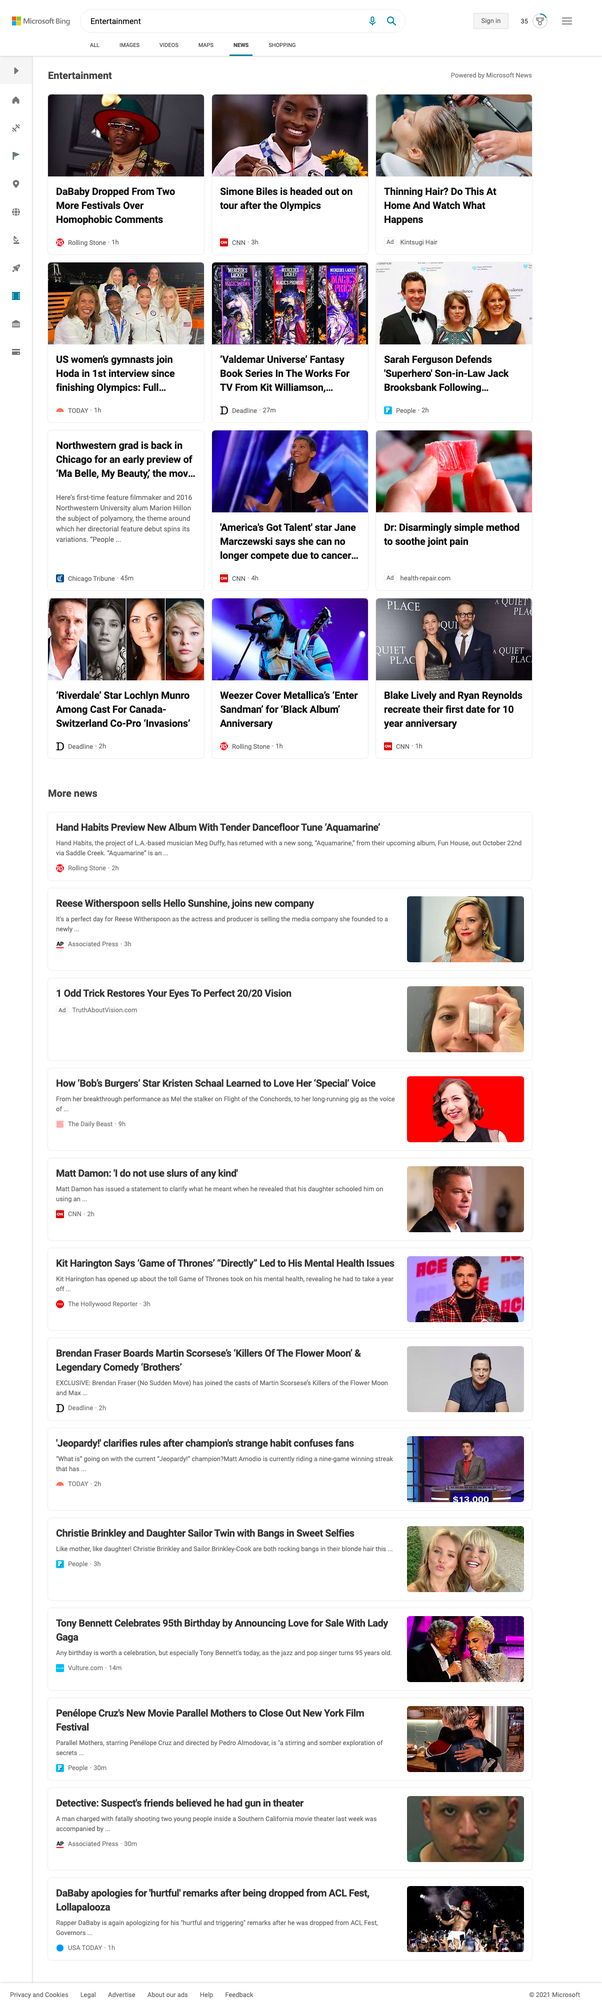 Microsoft Bing
Entertainment
Sign in
35
ALL
IMAGES
VIDEOS
MAPS
NEWS
SHOPPING
Entertainment
Powered by Microsoft News
DaBaby Dropped From Two
More Festivals Over
Homophobic Comments
Rolling Stone · 1h
Simone Biles is headed out on
tour after the Olympics
CNN · 3h
Thinning Hair? Do This At
Home And Watch What
Happens
Ad Kintsugi Hair
US women's gymnasts join
Hoda in 1st interview since
finishing Olympics: Full...
TODAY · 1h
MERCEDES LACKEY
MERCEDES LACKEY
MERCEDES LACKEY
'Valdemar Universe' Fantasy
Book Series In The Works For
TV From Kit Williamson,...
Deadline · 27m
Sarah Ferguson Defends
'Superhero' Son-in-Law Jack
Brooksbank Following...
People · 2h
Northwestern grad is back in
Chicago for an early preview of
'Ma Belle, My Beauty,' the mov...
Here's first-time feature filmmaker and 2016
Northwestern University alum Marion Hillon
the subject of polyamory, the theme around
which her directorial feature debut spins its
variations. "People ...
Chicago Tribune · 45m
'America's Got Talent' star Jane
Marczewski says she can no
longer compete due to cancer...
CNN · 4h
Dr: Disarmingly simple method
to soothe joint pain
Ad health-repair.com
'Riverdale' Star Lochlyn Munro
Among Cast For Canada-
Switzerland Co-Pro 'Invasions'
Deadline · 2h
Weezer Cover Metallica's 'Enter
Sandman' for 'Black Album'
Anniversary
Rolling Stone · 1h
PLACE
A QUIET
QUIET
PLAC
Blake Lively and Ryan Reynolds
recreate their first date for 10
year anniversary
CNN · 1h
More news
Hand Habits Preview New Album With Tender Dancefloor Tune 'Aquamarine'
Hand Habits, the project of L.A.-based musician Meg Duffy, has returned with a new song, "Aquamarine," from their upcoming album, Fun House, out October 22nd
via Saddle Creek. "Aquamarine" is an ...
Rolling Stone · 2h
Reese Witherspoon sells Hello Sunshine, joins new company
It's a perfect day for Reese Witherspoon as the actress and producer is selling the media company she founded to a
newly ...
AP Associated Press · 3h
1 Odd Trick Restores Your Eyes To Perfect 20/20 Vision
Ad TruthAboutVision.com
How 'Bob's Burgers' Star Kristen Schaal Learned to Love Her 'Special' Voice
From her breakthrough performance as Mel the stalker on Flight of the Conchords, to her long-running gig as the voice
of ...
The Daily Beast · 9h
Matt Damon: 'I do not use slurs of any kind'
Matt Damon has issued a statement to clarify what he meant when he revealed that his daughter schooled him on
using an ...
CNN · 2h
Kit Harington Says 'Game of Thrones' "Directly" Led to His Mental Health Issues
Kit Harington has opened up about the toll Game of Thrones took on his mental health, revealing he had to take a year
off ...
The Hollywood Reporter · 3h
ACE
Brendan Fraser Boards Martin Scorsese's 'Killers Of The Flower Moon' &
Legendary Comedy 'Brothers'
EXCLUSIVE: Brendan Fraser (No Sudden Move) has joined the casts of Martin Scorsese's Killers of the Flower Moon
and Max ...
Deadline · 2h
'Jeopardy!' clarifies rules after champion's strange habit confuses fans
"What is" going on with the current "Jeopardy!" champion?Matt Amodio is currently riding a nine-game winning streak
that has ...
TODAY · 2h
$13,000
Christie Brinkley and Daughter Sailor Twin with Bangs in Sweet Selfies
Like mother, like daughter! Christie Brinkley and Sailor Brinkley-Cook are both rocking bangs in their blonde hair this ...
People · 3h
Tony Bennett Celebrates 95th Birthday by Announcing Love for Sale With Lady
Gaga
Any birthday is worth a celebration, but especially Tony Bennett's today, as the jazz and pop singer turns 95 years old.
Vulture.com · 14m
Penélope Cruz's New Movie Parallel Mothers to Close Out New York Film
Festival
Parallel Mothers, starring Penélope Cruz and directed by Pedro Almodovar, is "a stirring and somber exploration of
secrets ...
People · 30m
Detective: Suspect's friends believed he had gun in theater
A man charged with fatally shooting two young people inside a Southern California movie theater last week was
accompanied by ...
AP Associated Press · 30m
DaBaby apologies for 'hurtful' remarks after being dropped from ACL Fest,
Lollapalooza
Rapper DaBaby is again apologizing for his "hurtful and triggering" remarks after he was dropped from ACL Fest,
Governors ...
USA TODAY · 1h
Privacy and Cookies
Legal
Advertise
About our ads
Help
Feedback
© 2021 Microsoft